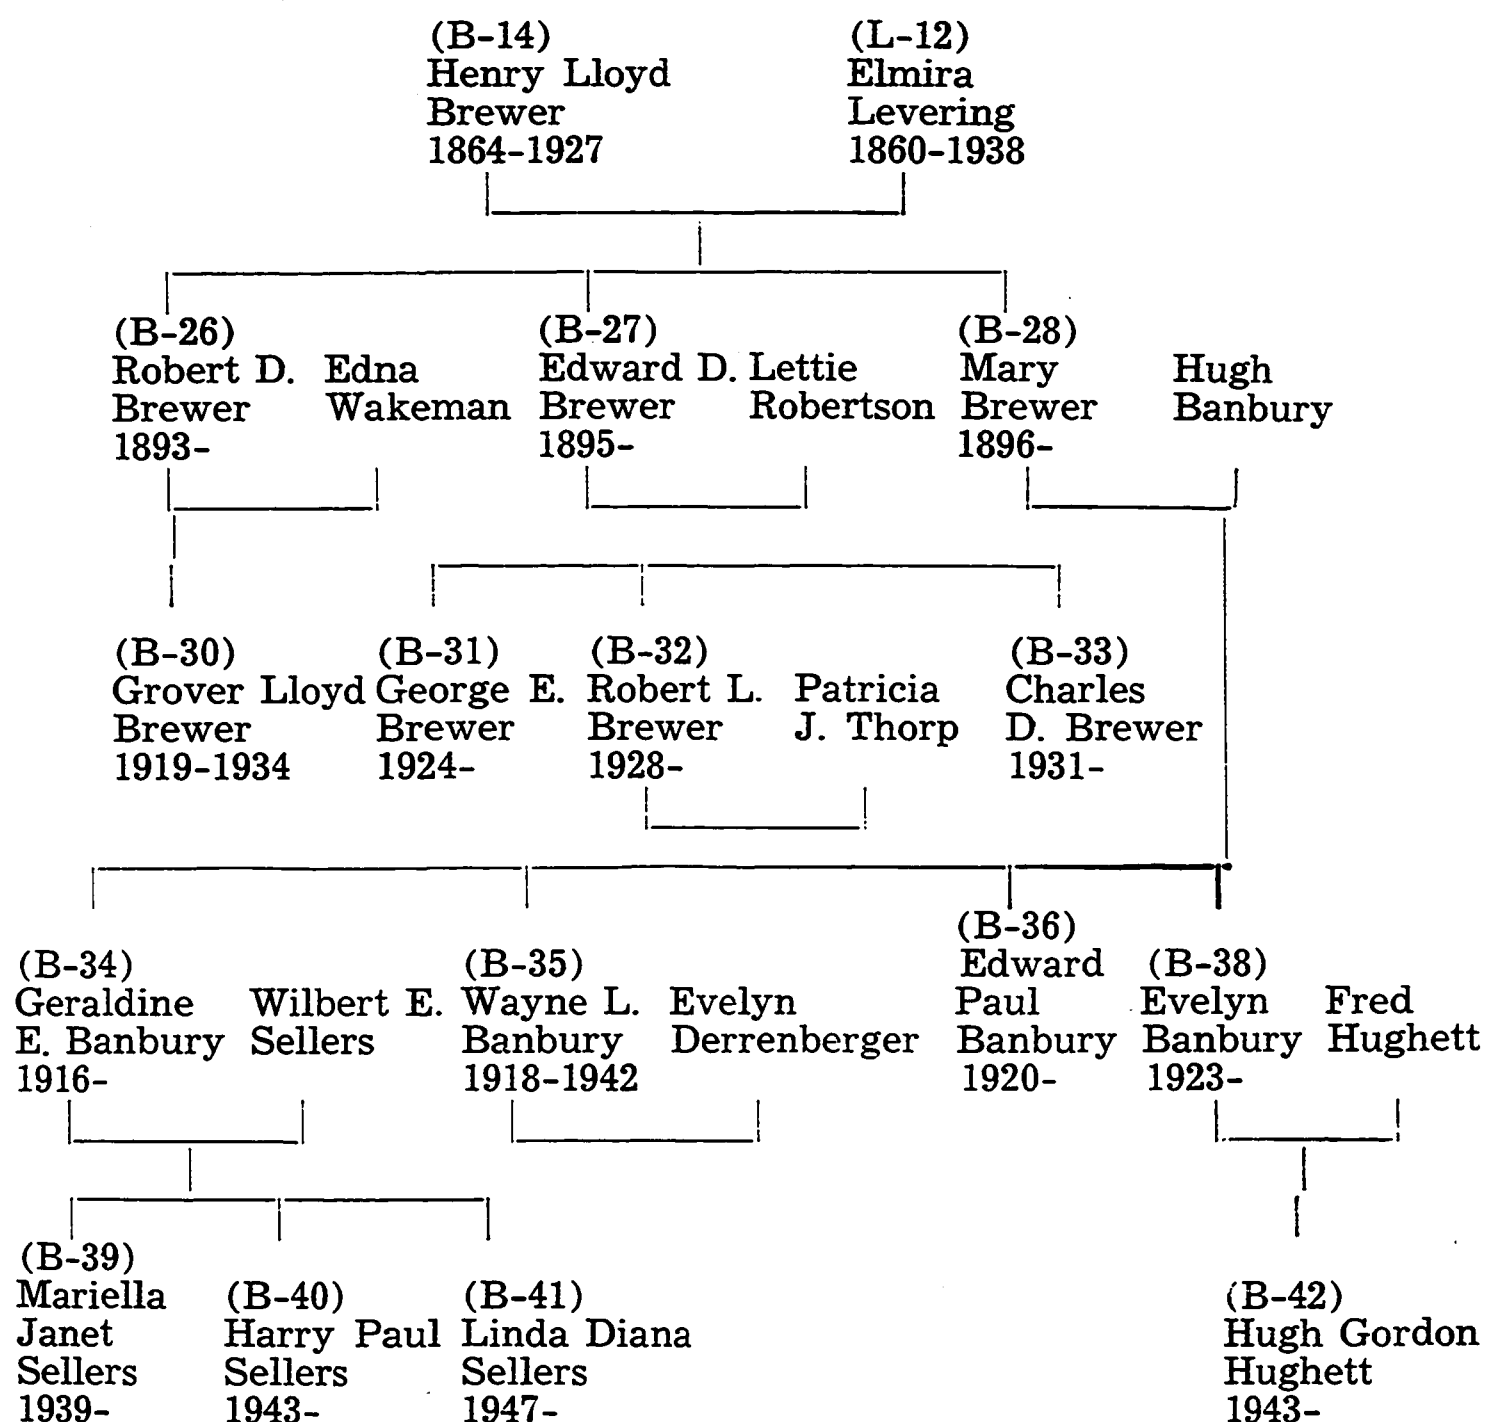 (B-14)
Henry Lloyd
Brewer
1864-1927
(L-12)
Elmira
Levering
1860-1938
(B-26)
Robert D.
Brewer
1893-
Edna
Wakeman
(B-27)
Edward D.
Brewer
1895-
Lettie
Robertson
(B-28)
Mary
Brewer
1896-
Hugh
Banbury
(B-30)
Grover Lloyd
Brewer
1919-1934
(B-31)
George E.
Brewer
1924-
(B-32)
Robert L.
Brewer
1928-
Patricia
J. Thorp
(B-33)
Charles
D. Brewer
1931-
(B-34)
Geraldine
E. Banbury
1916-
Wilbert E.
Sellers
(B-35)
Wayne L.
Banbury
1918-1942
Evelyn
Derrenberger
(B-36)
Edward
Paul
Banbury
1920-
(B-38)
Evelyn
Banbury
1923-
Fred
Hughett
(B-39)
Mariella
Janet
Sellers
1939-
(B-40)
Harry Paul
Sellers
1943-
(B-41)
Linda Diana
Sellers
1947-
(B-42)
Hugh Gordon
Hughett
1943-